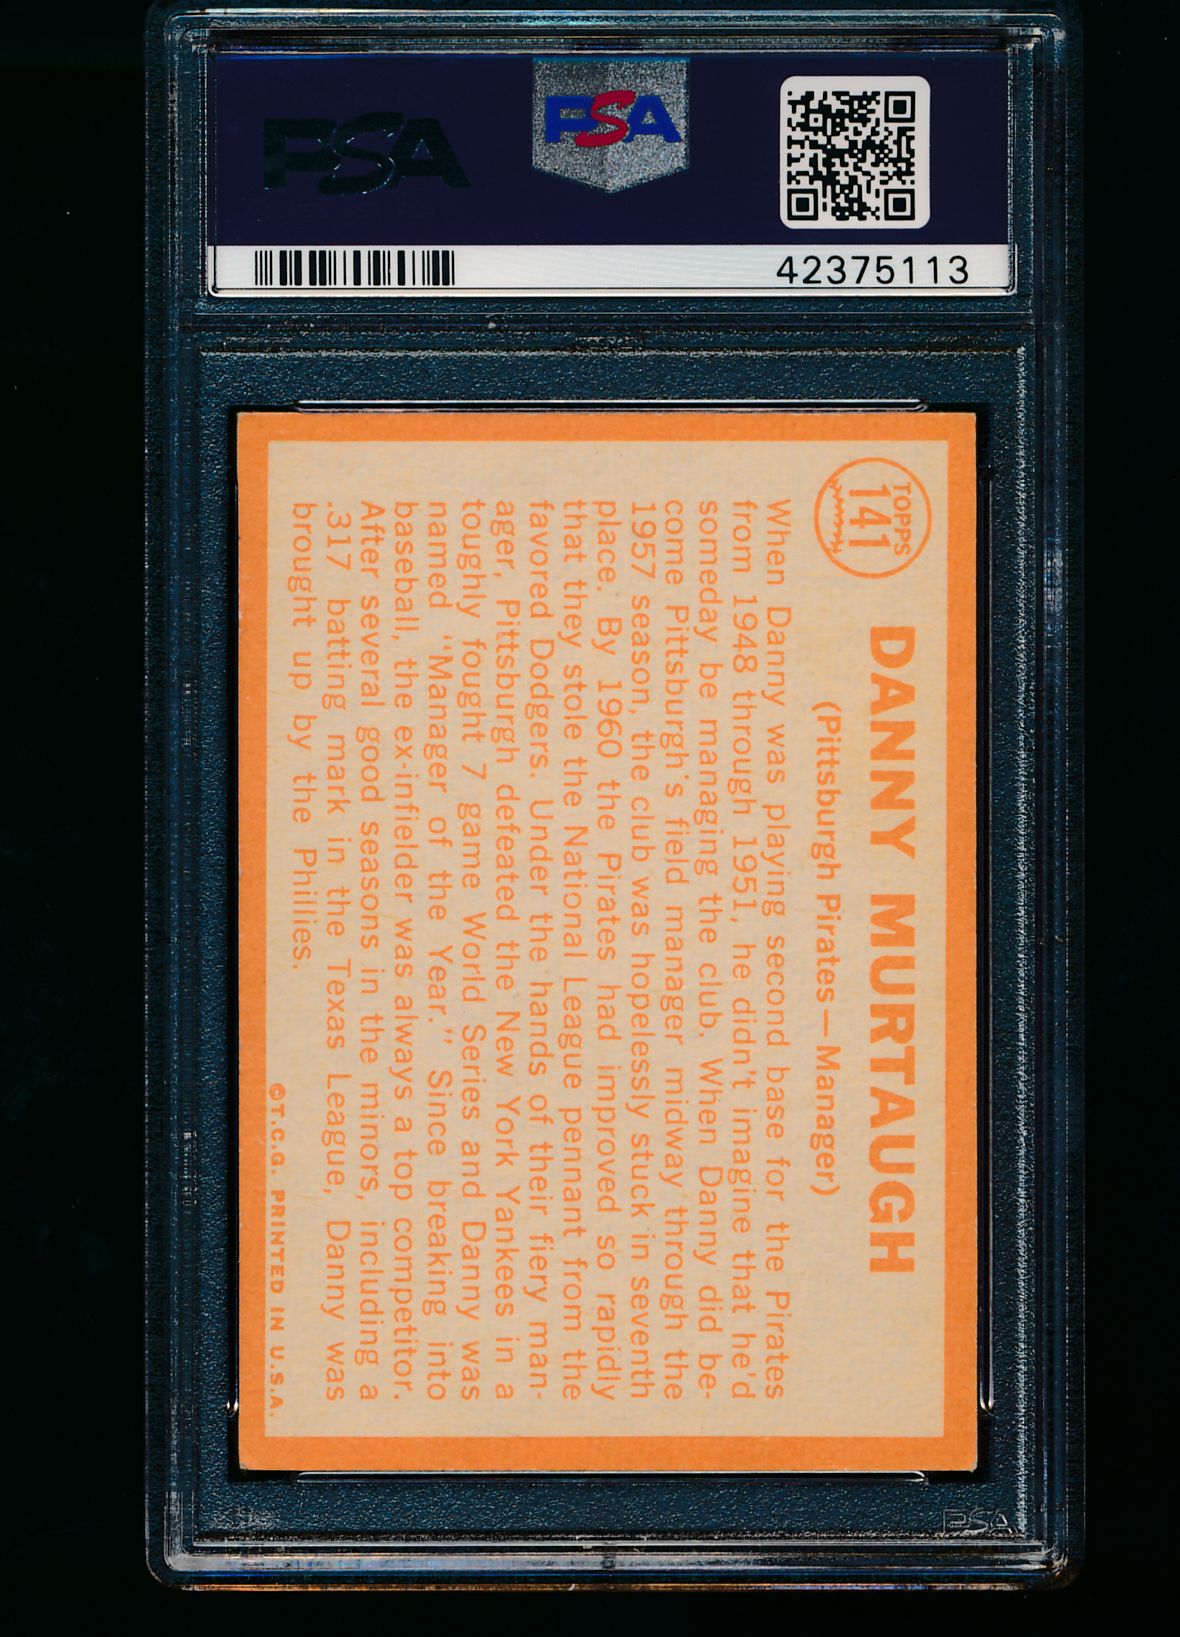 PSA
PSA
42375113
TOPPS
141
DANNY MURTAUGH
(Pittsburgh Pirates—Manager)
When Danny was playing second base for the Pirates
from 1948 through 1951, he didn't imagine that he'd
someday be managing the club. When Danny did be-
come Pittsburgh's field manager midway through the
1957 season, the club was hopelessly stuck in seventh
place. By 1960 the Pirates had improved so rapidly
that they stole the National League pennant from the
favored Dodgers. Under the hands of their fiery man-
ager, Pittsburgh defeated the New York Yankees in a
toughly fought 7 game World Series and Danny was
named "Manager of the Year." Since breaking into
baseball, the ex-infielder was always a top competitor.
After several good seasons in the minors, including a
.317 batting mark in the Texas League, Danny was
brought up by the Phillies.
©T.C.G. PRINTED IN U.S.A.
PSA